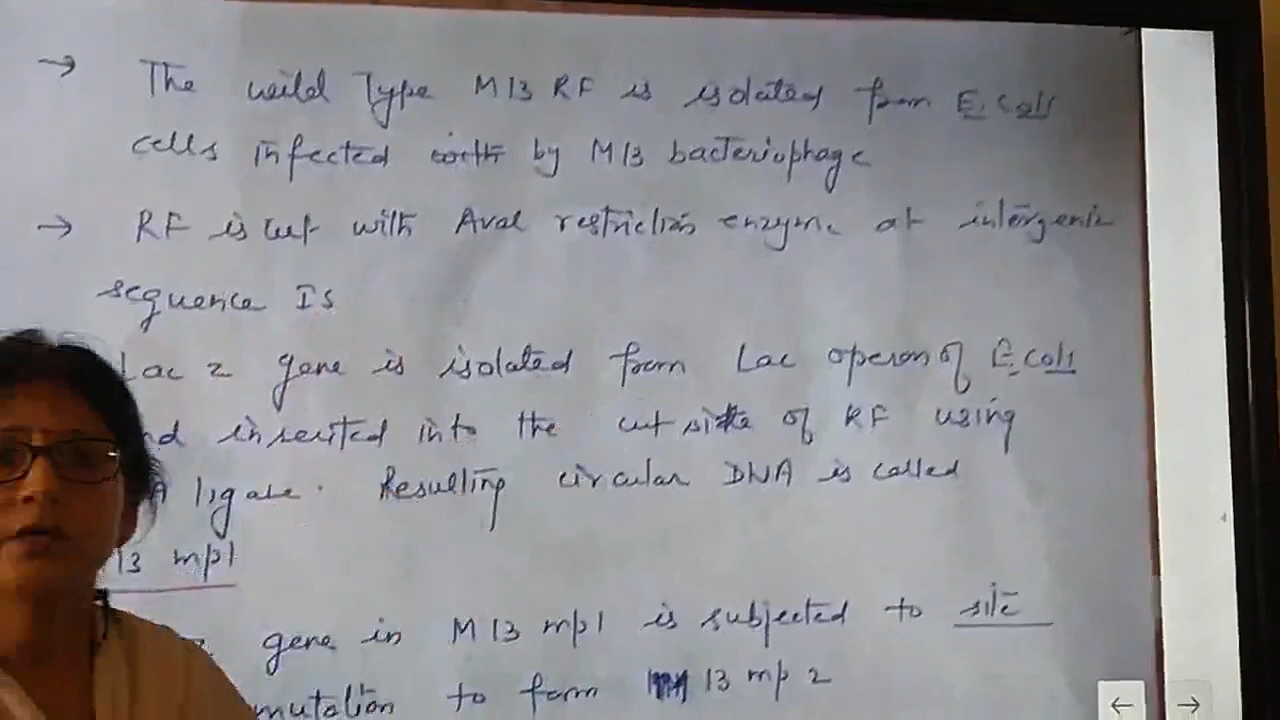 → The wild Type M13 RF is isolated from E. Coli
cells infected with by M13 bacteriophage
→ RF is cut with AvaI restriction enzyme at intergenic
sequence IS
Lac z gene is isolated from Lac operon of E. coli
nd inserted into the cut site of RF using
A ligase. Resulting circular DNA is called
13 mp1
gene in M13 mp1 is subjected to site
mutation to form M13 mp 2